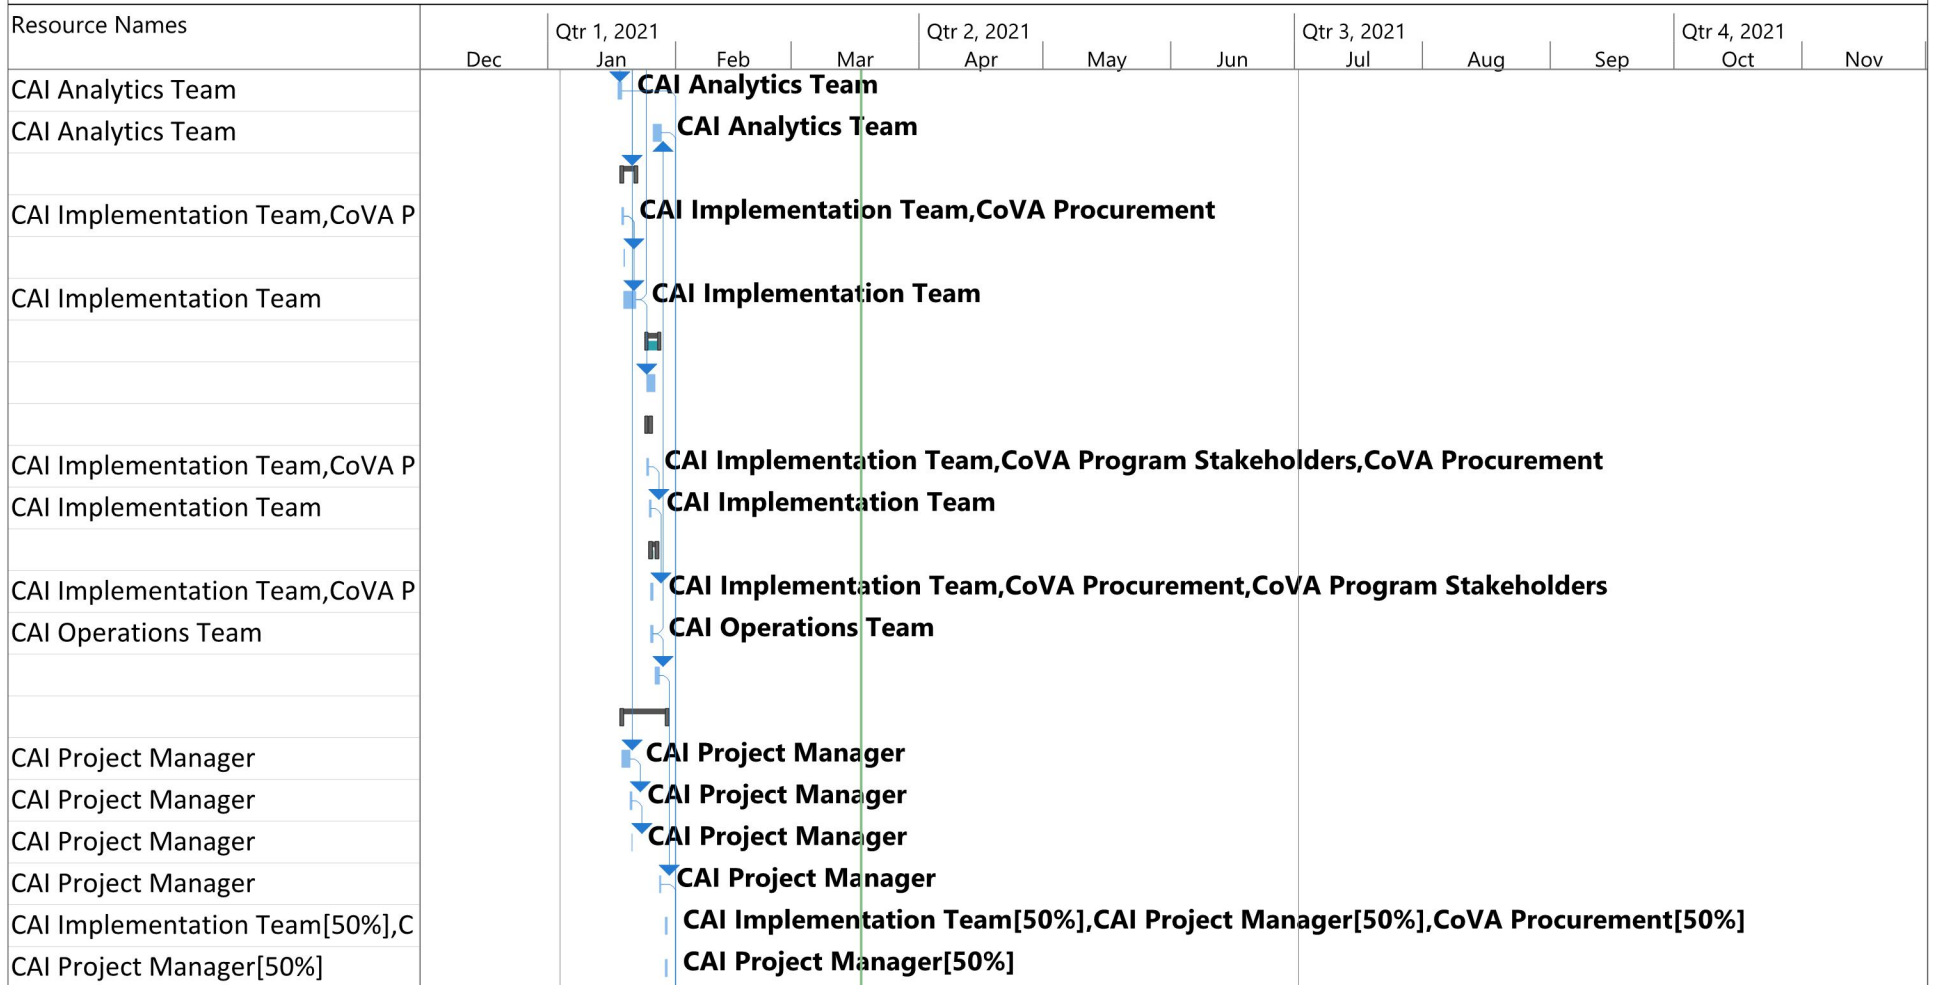 Resource Names
Qtr 1, 2021 Qtr 2, 2021 Qtr 3, 2021 Qtr 4, 2021
Dec Jan Feb Mar Apr May Jun Jul Aug Sep Oct Nov
CAI Analytics Team CAI Analytics Team
CAI Analytics Team CAI Analytics Team
CAI Implementation Team,CoVA P CAI Implementation Team,CoVA Procurement
CAI Implementation Team CAI Implementation Team
CAI Implementation Team,CoVA P CAI Implementation Team,CoVA Program Stakeholders,CoVA Procurement
CAI Implementation Team CAI Implementation Team
CAI Implementation Team,CoVA P CAI Implementation Team,CoVA Procurement,CoVA Program Stakeholders
CAI Operations Team CAI Operations Team
CAI Project Manager CAI Project Manager
CAI Project Manager CAI Project Manager
CAI Project Manager CAI Project Manager
CAI Project Manager CAI Project Manager
CAI Implementation Team[50%],C CAI Implementation Team[50%],CAI Project Manager[50%],CoVA Procurement[50%]
CAI Project Manager[50%] CAI Project Manager[50%]